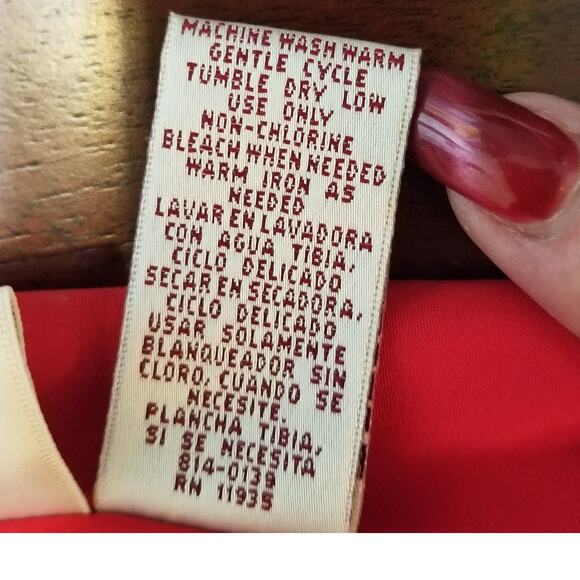 MACHINE WASH WARM
GENTLE CYCLE
TUMBLE DRY LOW
USE ONLY
NON-CHLORINE
BLEACH WHEN NEEDED
WARM IRON AS
NEEDED
LAVAR EN LAVADORA
CON AGUA TIBIA,
CICLO DELICADO
SECAR EN SECADORA,
CICLO DELICADO
USAR SOLAMENTE
BLANQUEADOR SIN
CLORO, CUANDO SE
NECESITE.
PLANCHA TIBIA,
SI SE NECESITA
814-0139
RN 11935